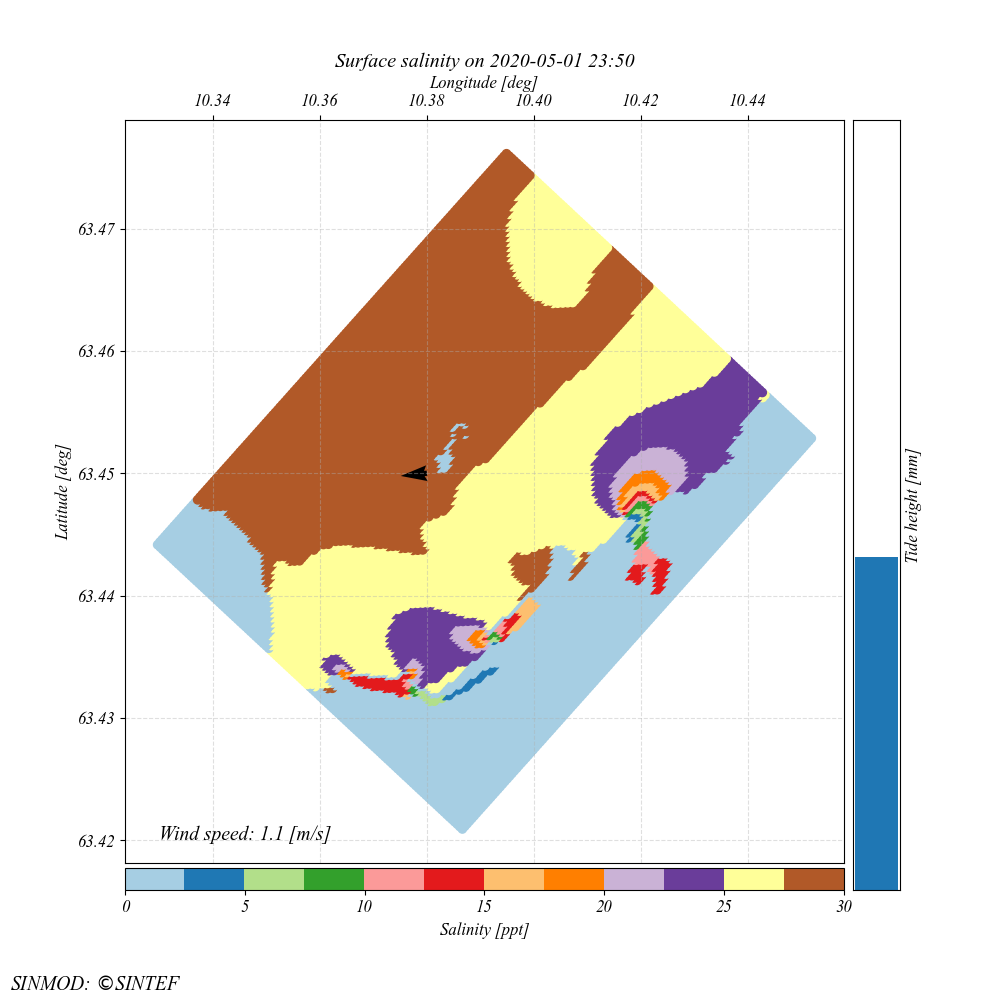 Surface salinity on 2020-05-01 23:50
Longitude [deg]
10.34 10.36 10.38 10.40 10.42 10.44
63.47
63.46
63.45
63.44
63.43
63.42
Latitude [deg]
Tide height [mm]
Wind speed: 1.1 [m/s]
0 5 10 15 20 25 30
Salinity [ppt]
SINMOD: ©SINTEF